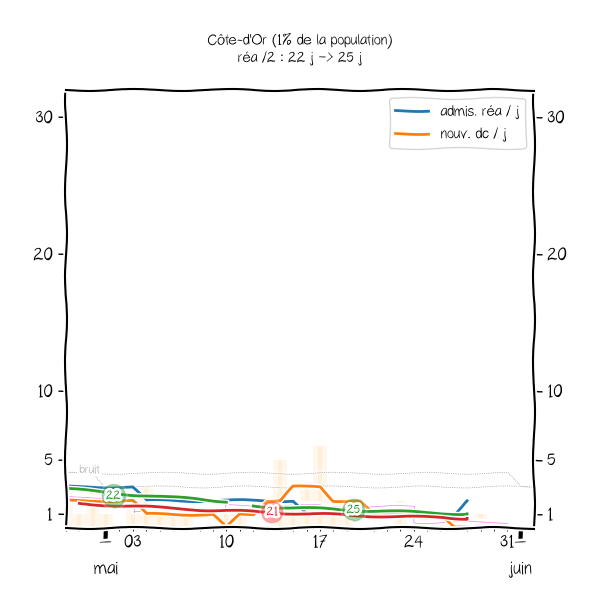 Côte-d'Or (1% de la population)
réa /2 : 22 j -> 25 j
admis. réa / j
nouv. dc / j
30 30
20 20
10 10
5 5
1 1
bruit
22
21
25
03 10 17 24 31
mai juin